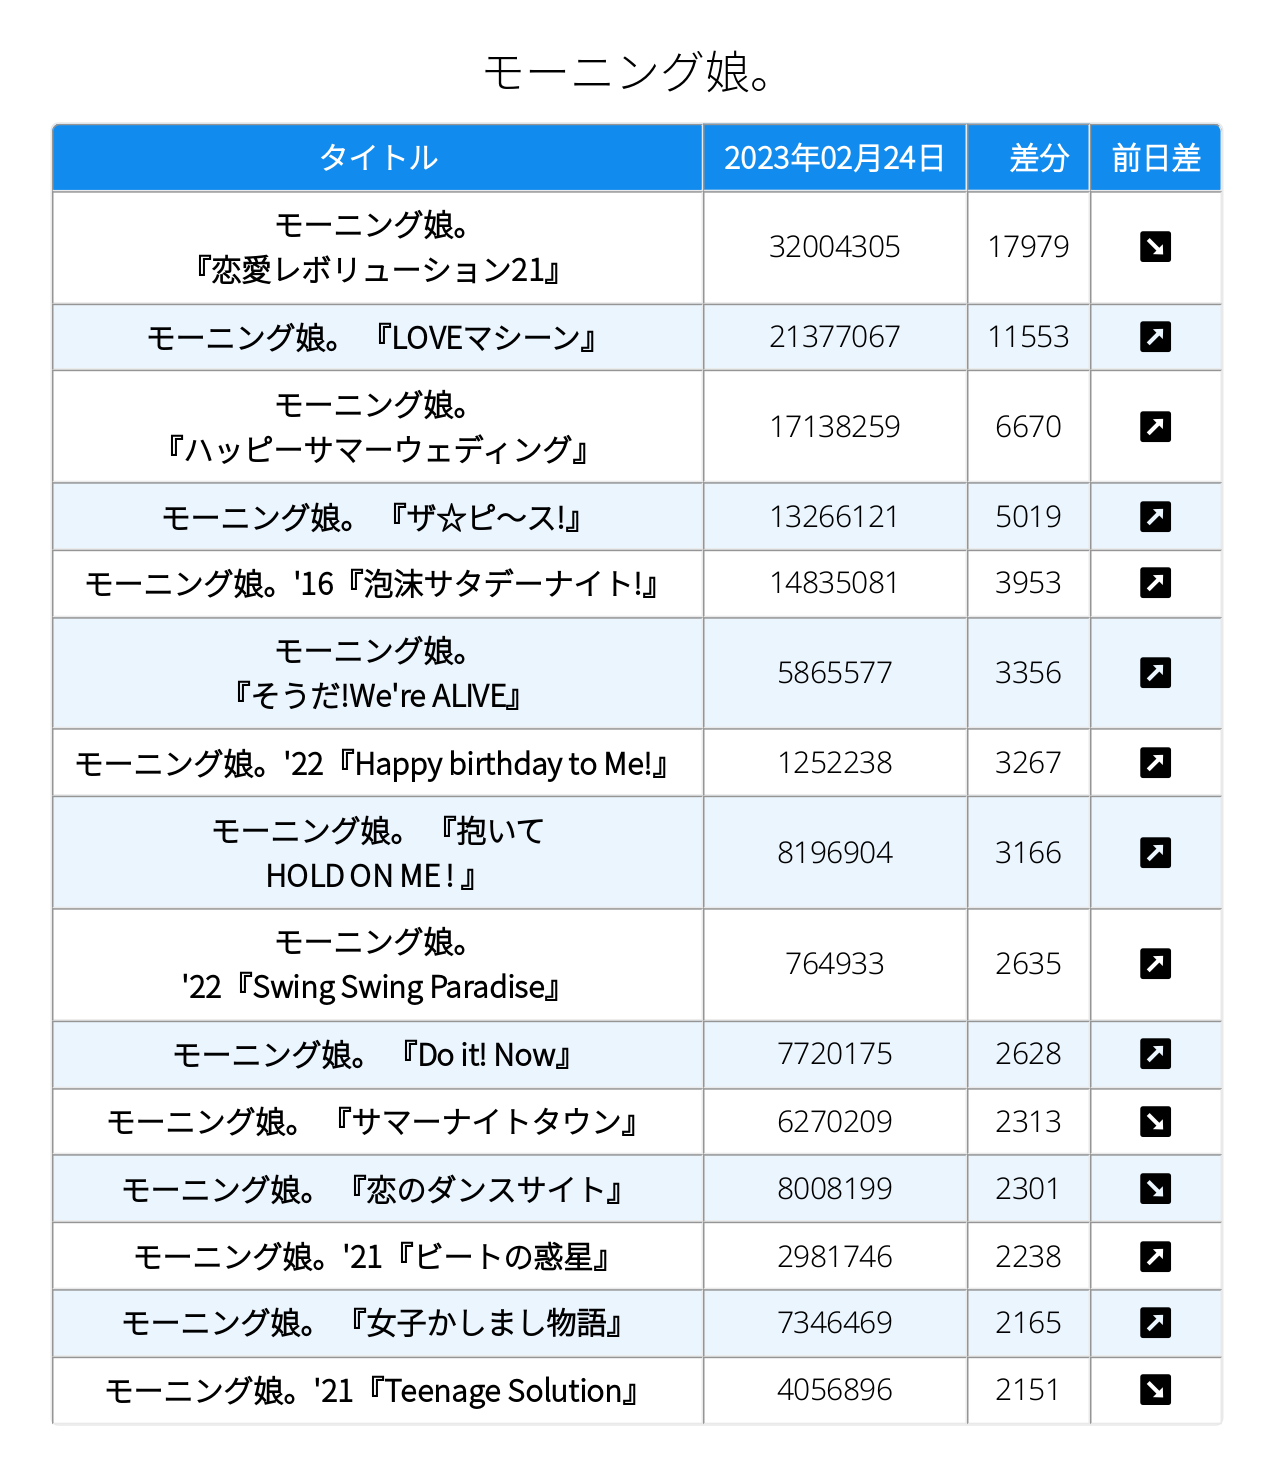 モーニング娘。
タイトル 2023年02月24日 差分 前日差
モーニング娘。
『恋愛レボリューション21』 32004305 17979 ↘
モーニング娘。 『LOVEマシーン』 21377067 11553 ↗
モーニング娘。
『ハッピーサマーウェディング』 17138259 6670 ↗
モーニング娘。 『ザ☆ピ〜ス!』 13266121 5019 ↗
モーニング娘。'16『泡沫サタデーナイト!』 14835081 3953 ↗
モーニング娘。
『そうだ!We're ALIVE』 5865577 3356 ↗
モーニング娘。'22『Happy birthday to Me!』 1252238 3267 ↗
モーニング娘。 『抱いて
HOLD ON ME ! 』 8196904 3166 ↗
モーニング娘。
'22『Swing Swing Paradise』 764933 2635 ↗
モーニング娘。 『Do it! Now』 7720175 2628 ↗
モーニング娘。 『サマーナイトタウン』 6270209 2313 ↘
モーニング娘。 『恋のダンスサイト』 8008199 2301 ↘
モーニング娘。'21『ビートの惑星』 2981746 2238 ↗
モーニング娘。 『女子かしまし物語』 7346469 2165 ↗
モーニング娘。'21『Teenage Solution』 4056896 2151 ↘